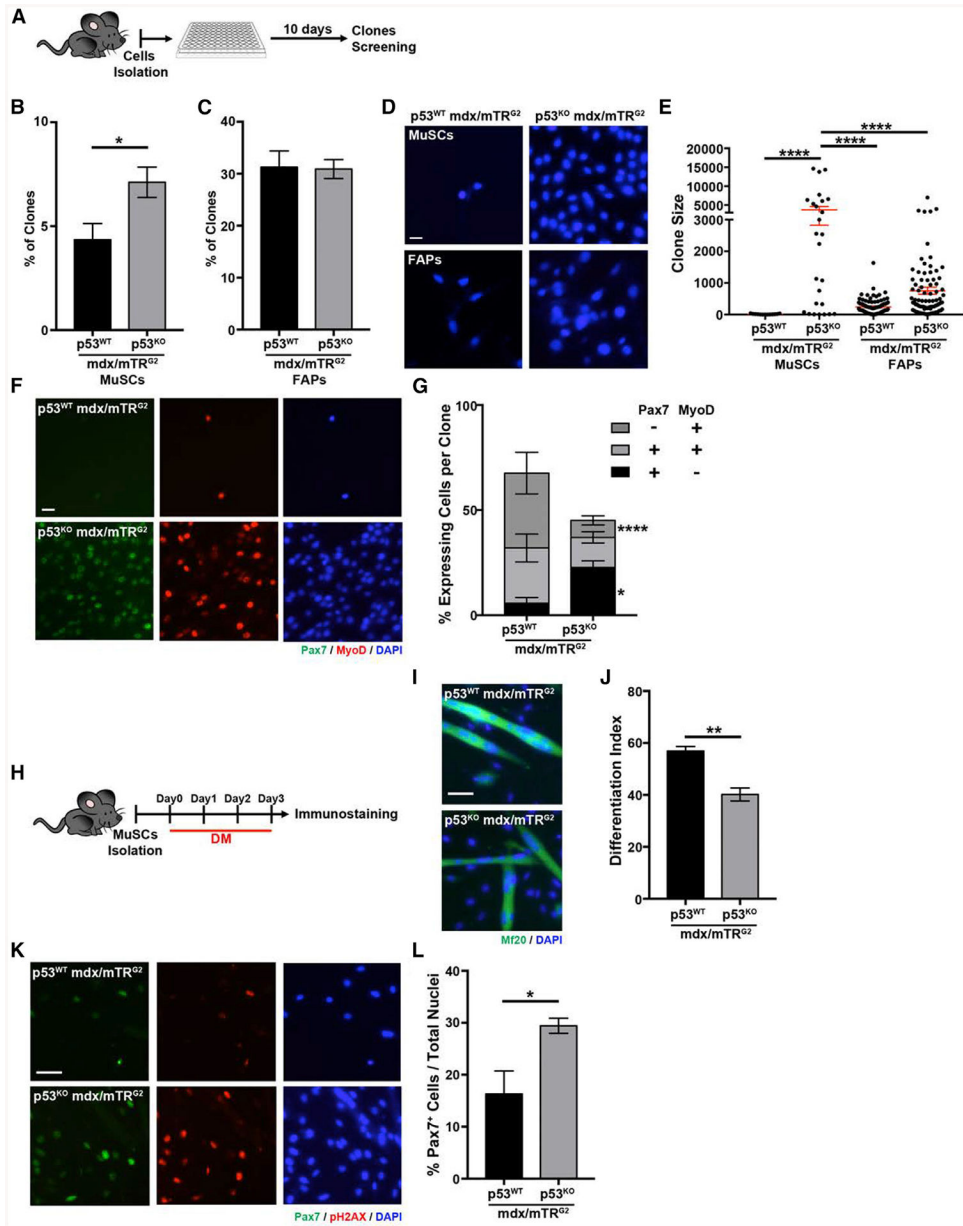 A
Cells
Isolation
10 days
Clones
Screening
B
% of Clones
10
5
0
*
p53WT
p53KO
mdx/mTRG2
MuSCs
C
% of Clones
40
30
20
10
0
p53WT
p53KO
mdx/mTRG2
FAPs
D
p53WT mdx/mTRG2
p53KO mdx/mTRG2
MuSCs
FAPs
E
Clone Size
20000
15000
10000
5000
3000
2000
1000
0
****
****
****
p53WT
p53KO
p53WT
p53KO
mdx/mTRG2
mdx/mTRG2
MuSCs
FAPs
F
p53WT mdx/mTRG2
p53KO mdx/mTRG2
Pax7 / MyoD / DAPI
G
% Expressing Cells per Clone
100
50
0
Pax7 MyoD
- +
+ +
+ -
****
*
p53WT
p53KO
mdx/mTRG2
H
MuSCs
Isolation
Day0
Day1
Day2
Day3
DM
Immunostaining
I
p53WT mdx/mTRG2
p53KO mdx/mTRG2
Mf20 / DAPI
J
Differentiation Index
80
60
40
20
0
**
p53WT
p53KO
mdx/mTRG2
K
p53WT mdx/mTRG2
p53KO mdx/mTRG2
Pax7 / pH2AX / DAPI
L
% Pax7+ Cells / Total Nuclei
40
30
20
10
0
*
p53WT
p53KO
mdx/mTRG2